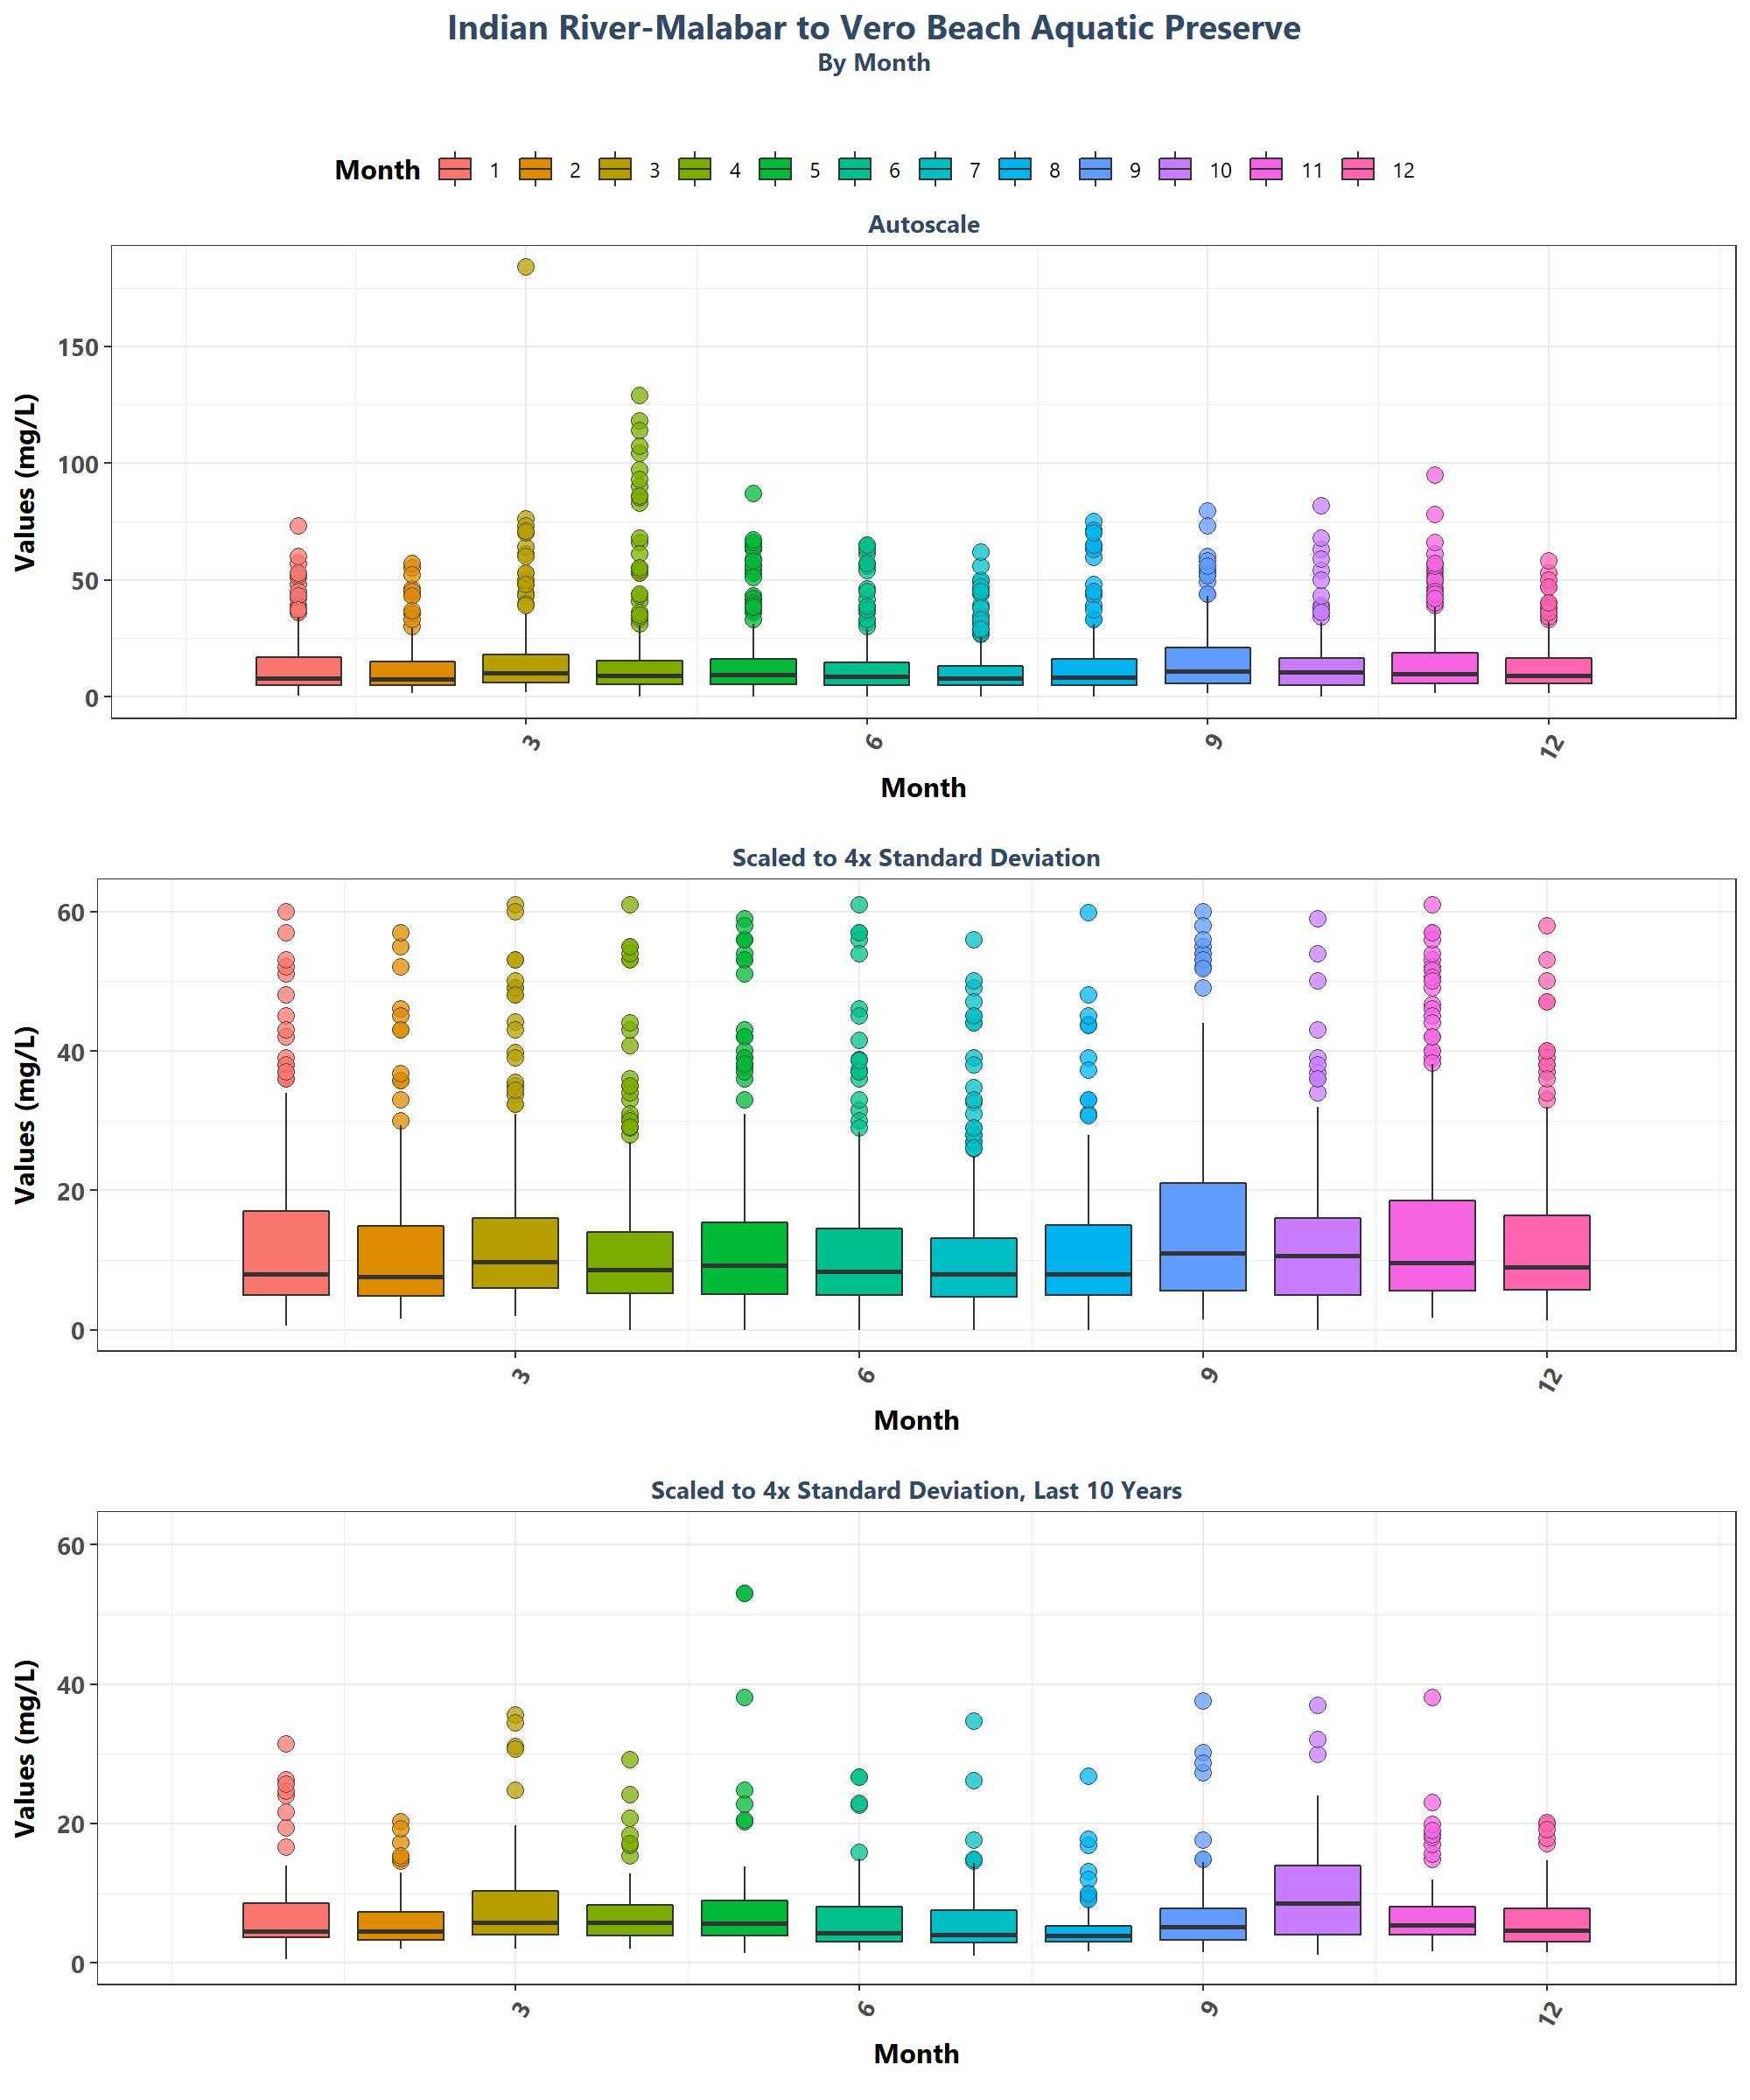 Indian River-Malabar to Vero Beach Aquatic Preserve
By Month
Month 1 2 3 4 5 6 7 8 9 10 11 12
Autoscale
Values (mg/L)
150
100
50
0
3 6 9 12
Month
Scaled to 4x Standard Deviation
Values (mg/L)
60
40
20
0
3 6 9 12
Month
Scaled to 4x Standard Deviation, Last 10 Years
Values (mg/L)
60
40
20
0
3 6 9 12
Month